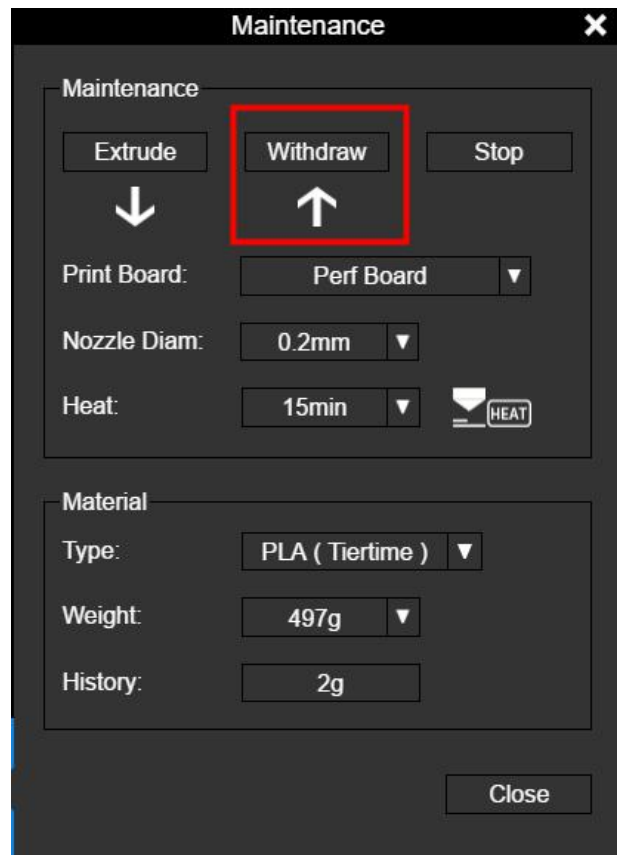 Maintenance
Maintenance
Extrude Withdraw Stop
Print Board: Perf Board
Nozzle Diam: 0.2mm
Heat: 15min HEAT
Material
Type: PLA ( Tiertime )
Weight: 497g
History: 2g
Close